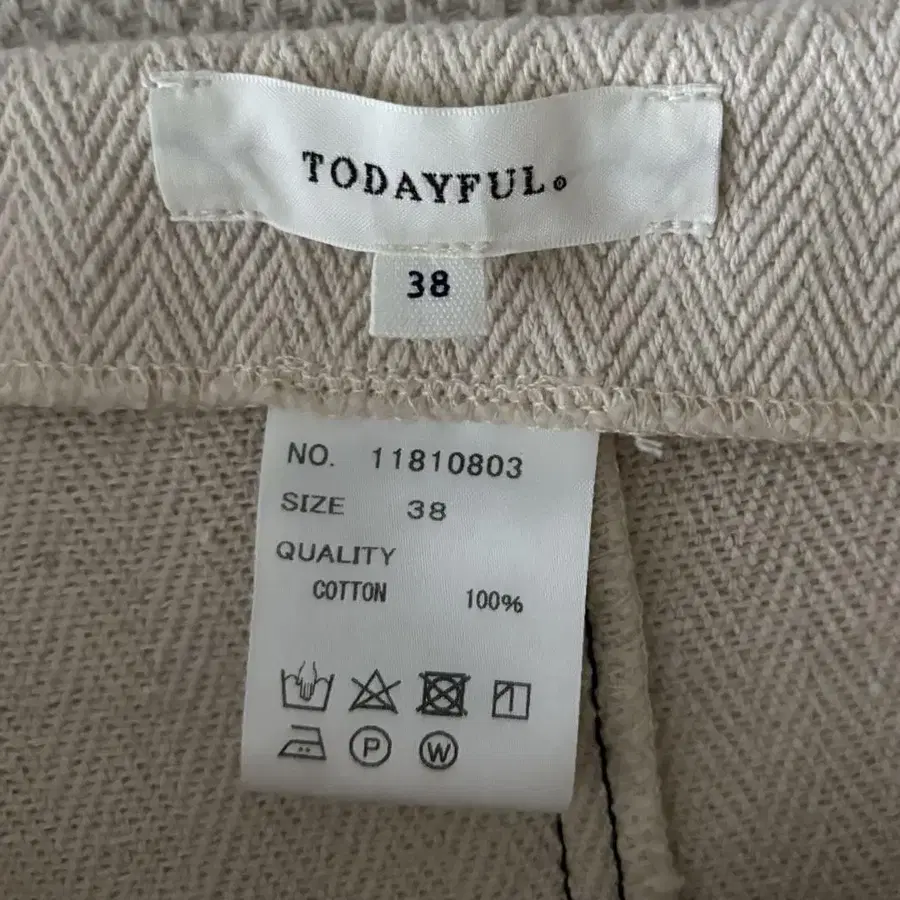 TODAYFUL.
38
NO. 11810803
SIZE 38
QUALITY
COTTON 100%
P W